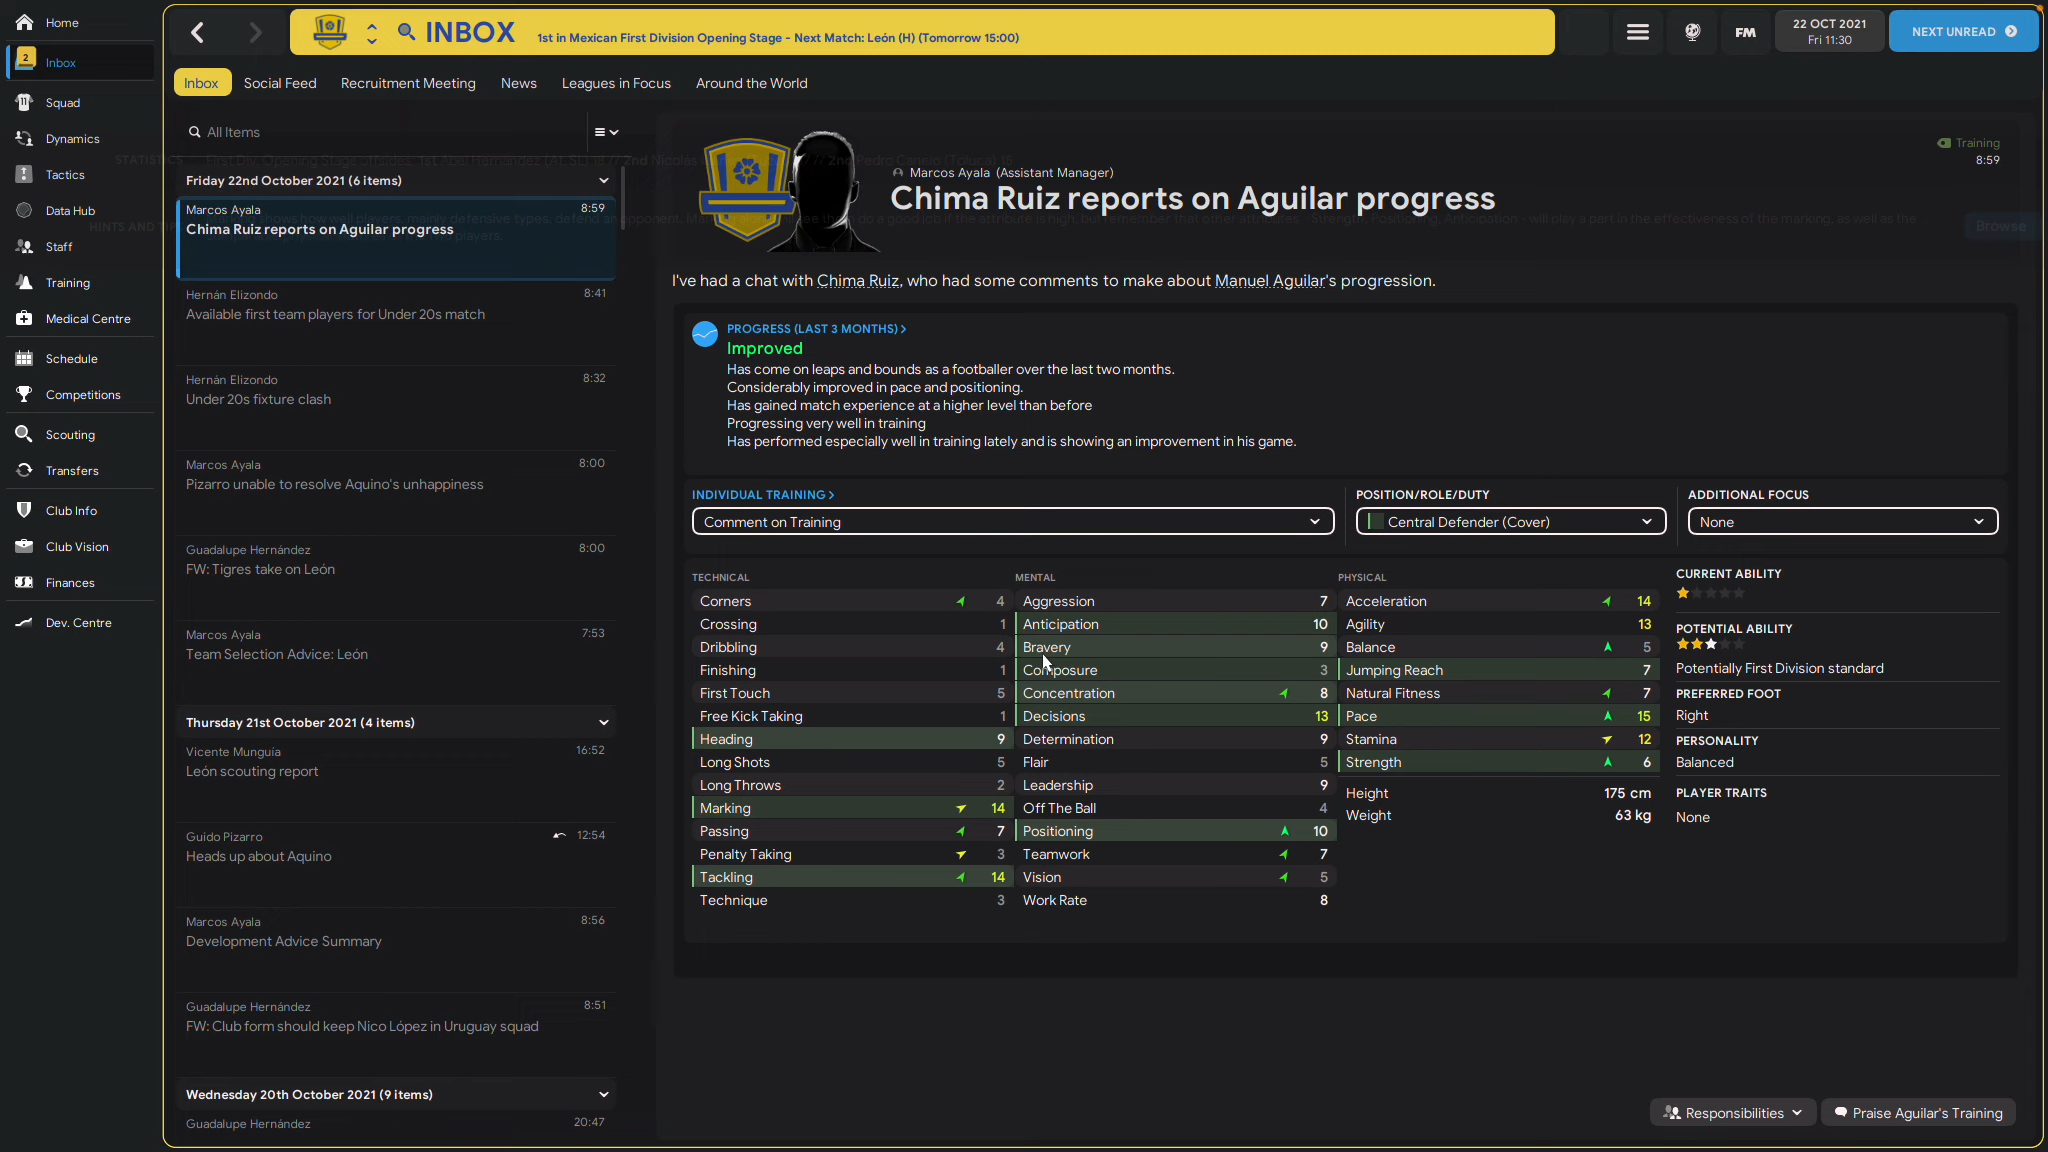 Home
2
Inbox
Squad
Dynamics
Tactics
Data Hub
Staff
Training
Medical Centre
Schedule
Competitions
Scouting
Transfers
Club Info
Club Vision
Finances
Dev. Centre
INBOX
1st in Mexican First Division Opening Stage - Next Match: León (H) (Tomorrow 15:00)
FM
22 OCT 2021
Fri 11:30
NEXT UNREAD
Inbox
Social Feed
Recruitment Meeting
News
Leagues in Focus
Around the World
All Items
Friday 22nd October 2021 (6 items)
Marcos Ayala 8:59
Chima Ruiz reports on Aguilar progress
Hernán Elizondo 8:41
Available first team players for Under 20s match
Hernán Elizondo 8:32
Under 20s fixture clash
Marcos Ayala 8:00
Pizarro unable to resolve Aquino's unhappiness
Guadalupe Hernández 8:00
FW: Tigres take on León
Marcos Ayala 7:53
Team Selection Advice: León
Thursday 21st October 2021 (4 items)
Vicente Munguía 16:52
León scouting report
Guido Pizarro 12:54
Heads up about Aquino
Marcos Ayala 8:56
Development Advice Summary
Guadalupe Hernández 8:51
FW: Club form should keep Nico López in Uruguay squad
Wednesday 20th October 2021 (9 items)
Guadalupe Hernández 20:47
Training
8:59
Marcos Ayala (Assistant Manager)
Chima Ruiz reports on Aguilar progress
Browse
I've had a chat with Chima Ruiz, who had some comments to make about Manuel Aguilar's progression.
PROGRESS (LAST 3 MONTHS) >
Improved
Has come on leaps and bounds as a footballer over the last two months.
Considerably improved in pace and positioning.
Has gained match experience at a higher level than before
Progressing very well in training
Has performed especially well in training lately and is showing an improvement in his game.
INDIVIDUAL TRAINING >
Comment on Training
POSITION/ROLE/DUTY
Central Defender (Cover)
ADDITIONAL FOCUS
None
TECHNICAL
Corners 4
Crossing 1
Dribbling 4
Finishing 1
First Touch 5
Free Kick Taking 1
Heading 9
Long Shots 5
Long Throws 2
Marking 14
Passing 7
Penalty Taking 3
Tackling 14
Technique 3
MENTAL
Aggression 7
Anticipation 10
Bravery 9
Composure 3
Concentration 8
Decisions 13
Determination 9
Flair 5
Leadership 9
Off The Ball 4
Positioning 10
Teamwork 7
Vision 5
Work Rate 8
PHYSICAL
Acceleration 14
Agility 13
Balance 5
Jumping Reach 7
Natural Fitness 7
Pace 15
Stamina 12
Strength 6
Height 175 cm
Weight 63 kg
CURRENT ABILITY
POTENTIAL ABILITY
Potentially First Division standard
PREFERRED FOOT
Right
PERSONALITY
Balanced
PLAYER TRAITS
None
Responsibilities
Praise Aguilar's Training